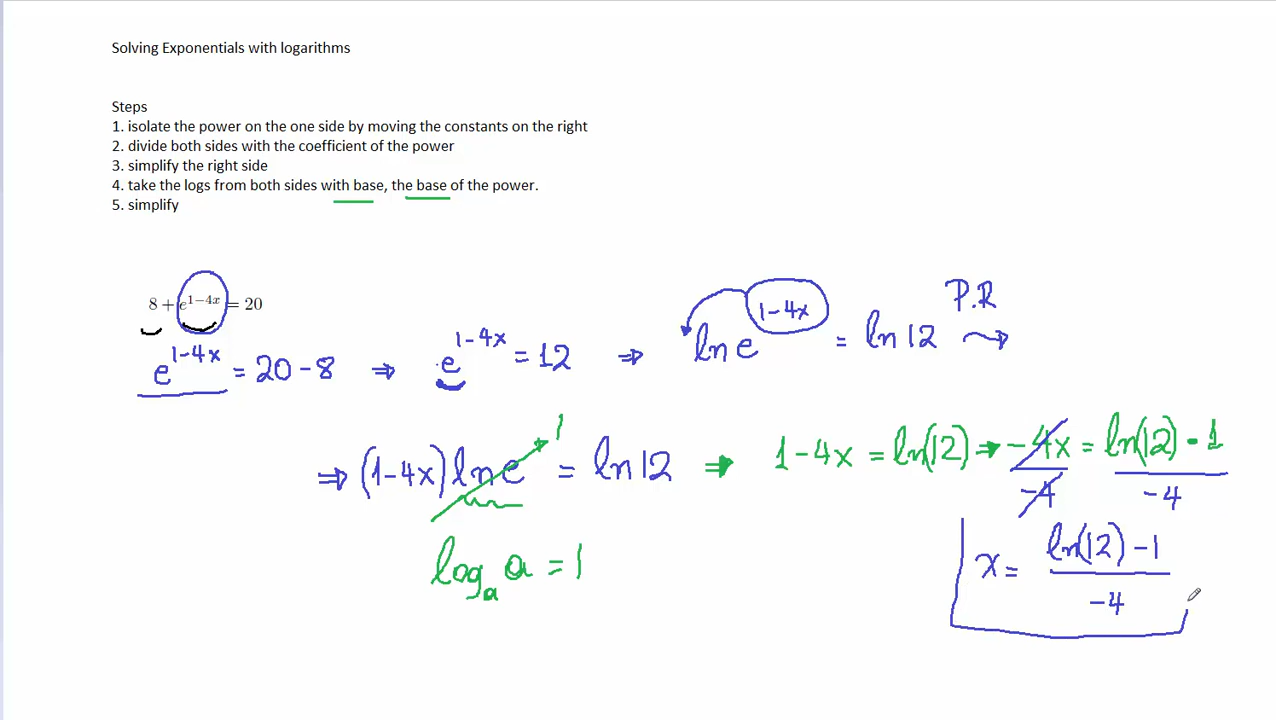 Solving Exponentials with logarithms
Steps
1. isolate the power on the one side by moving the constants on the right
2. divide both sides with the coefficient of the power
3. simplify the right side
4. take the logs from both sides with base, the base of the power.
5. simplify
8 + e^{1−4x} = 20
e^{1-4x} = 20 - 8 ⇒ e^{1-4x} = 12 ⇒ ln e^{1-4x} = ln 12 P.R
⇒ (1-4x) ln e = ln 12 ⇒ 1-4x = ln(12) → -4x/-4 = ln(12) - 1/-4
1
log_a a = 1
x = ln(12) - 1/-4